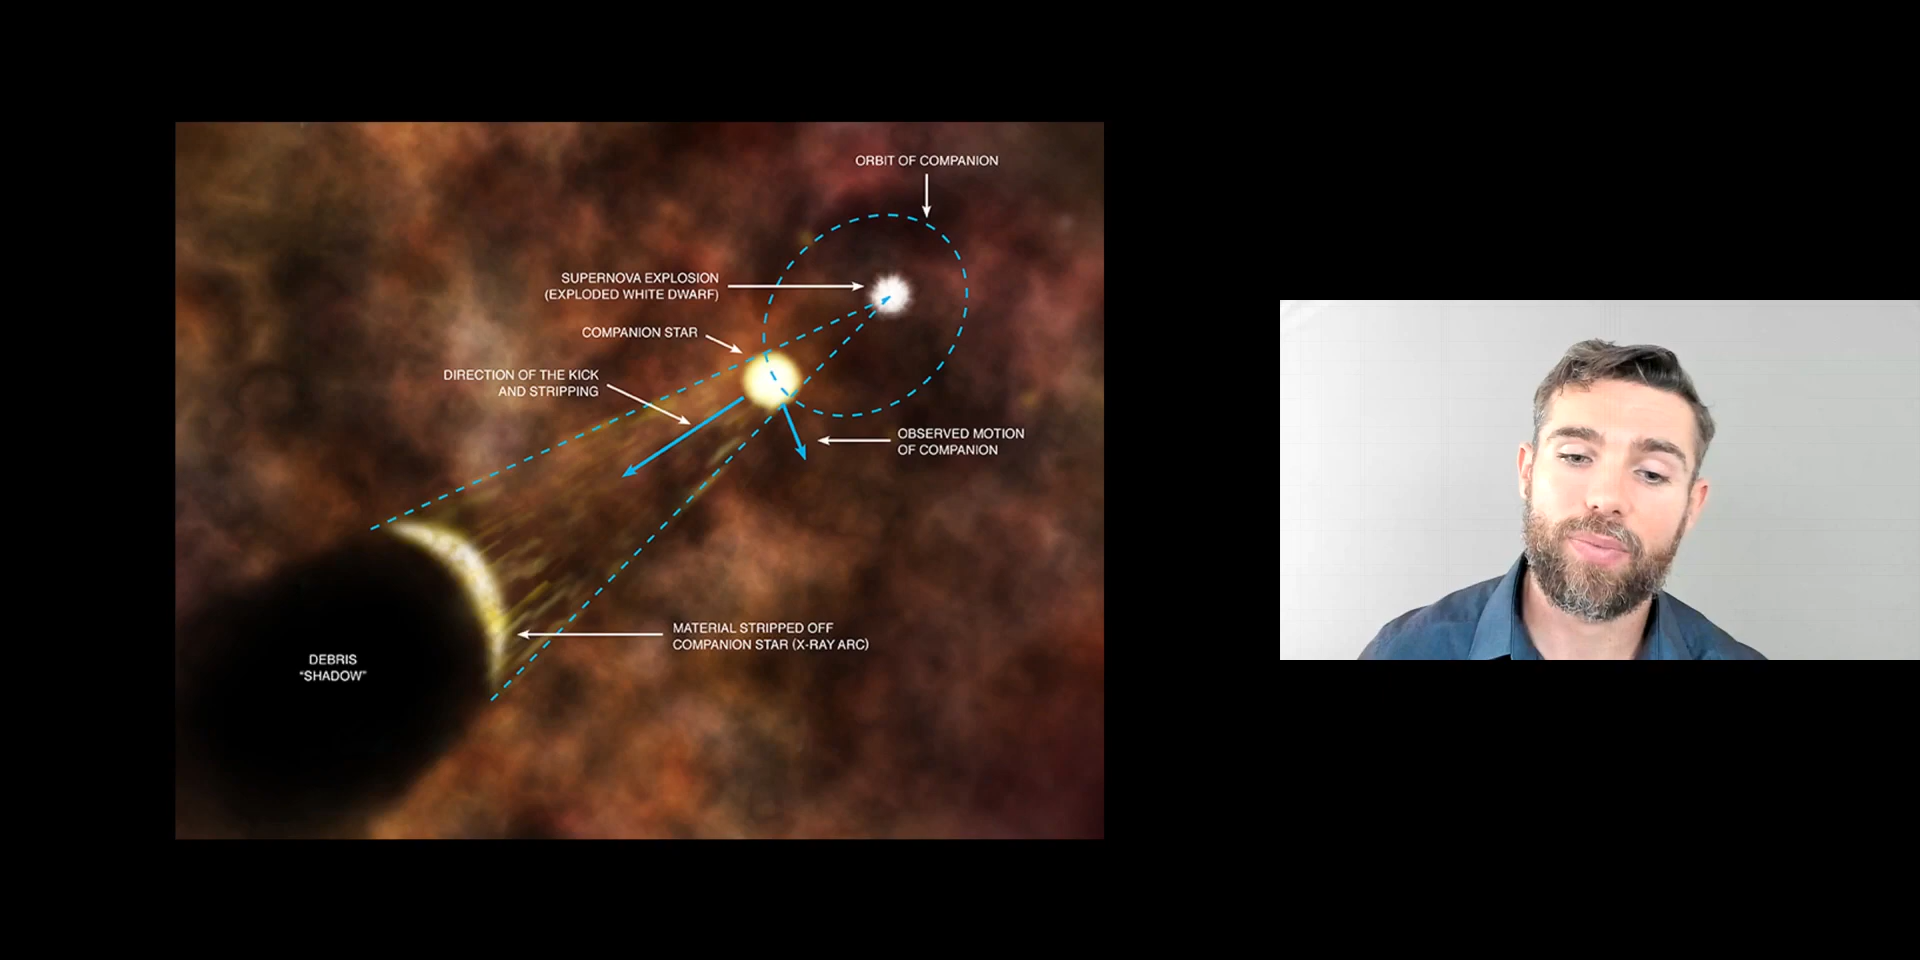 ORBIT OF COMPANION
SUPERNOVA EXPLOSION
(EXPLODED WHITE DWARF)
COMPANION STAR
DIRECTION OF THE KICK
AND STRIPPING
OBSERVED MOTION
OF COMPANION
MATERIAL STRIPPED OFF
COMPANION STAR (X-RAY ARC)
DEBRIS
“SHADOW”